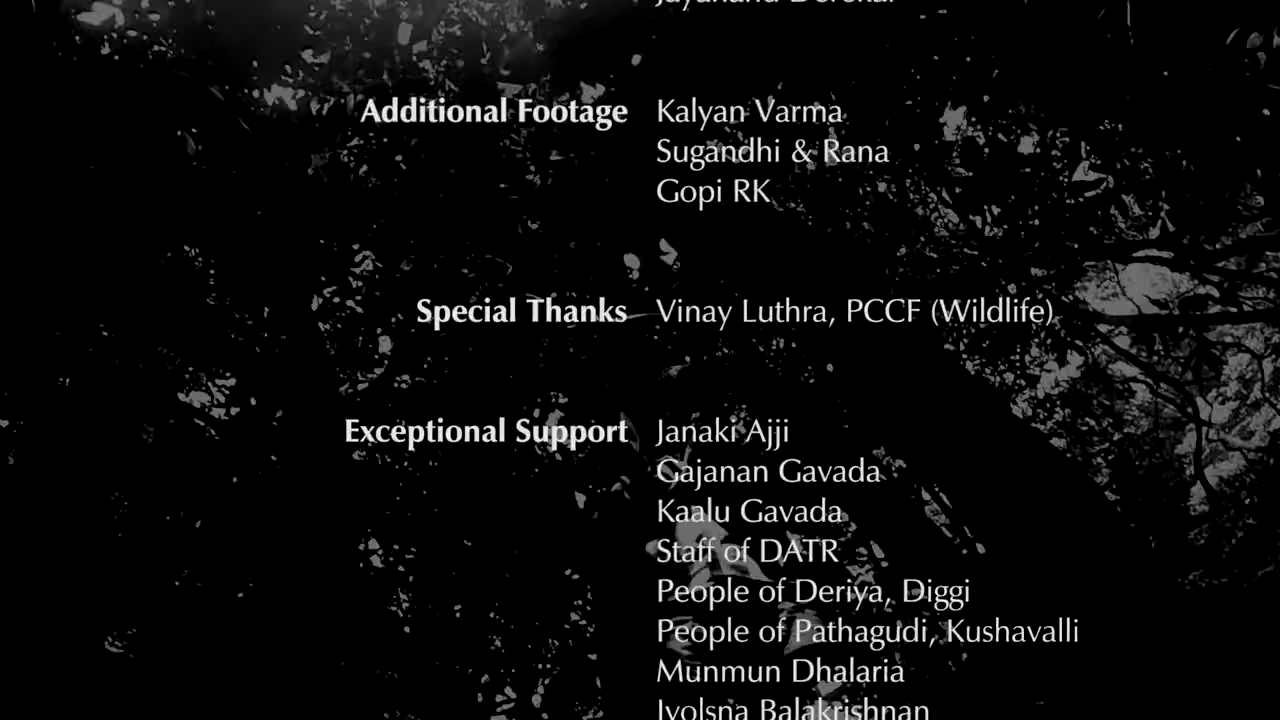 Additional Footage Kalyan Varma
Sugandhi & Rana
Gopi RK
Special Thanks Vinay Luthra, PCCF (Wildlife)
Exceptional Support Janaki Ajji
Gajanan Gavada
Kaalu Gavada
Staff of DATR
People of Deriya, Diggi
People of Pathagudi, Kushavalli
Munmun Dhalaria
Balakrishnan